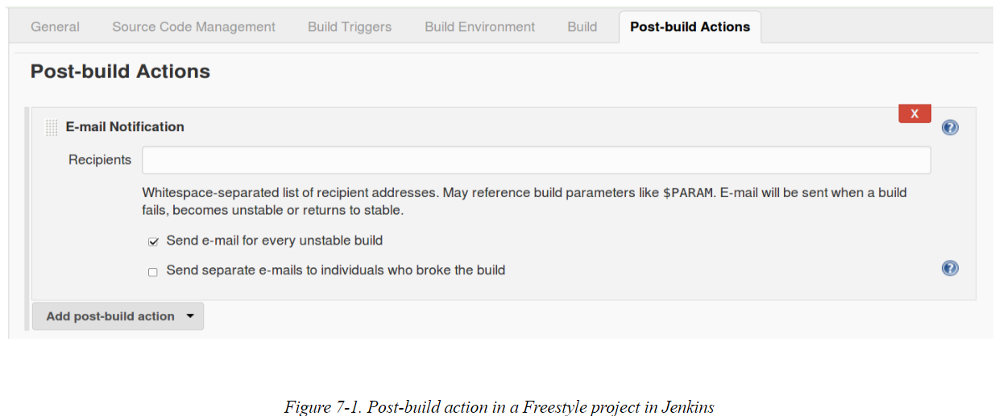 General Source Code Management Build Triggers Build Environment Build Post-build Actions
Post-build Actions
X
E-mail Notification
Recipients
Whitespace-separated list of recipient addresses. May reference build parameters like $PARAM. E-mail will be sent when a build
fails, becomes unstable or returns to stable.
Send e-mail for every unstable build
Send separate e-mails to individuals who broke the build
Add post-build action
Figure 7-1. Post-build action in a Freestyle project in Jenkins